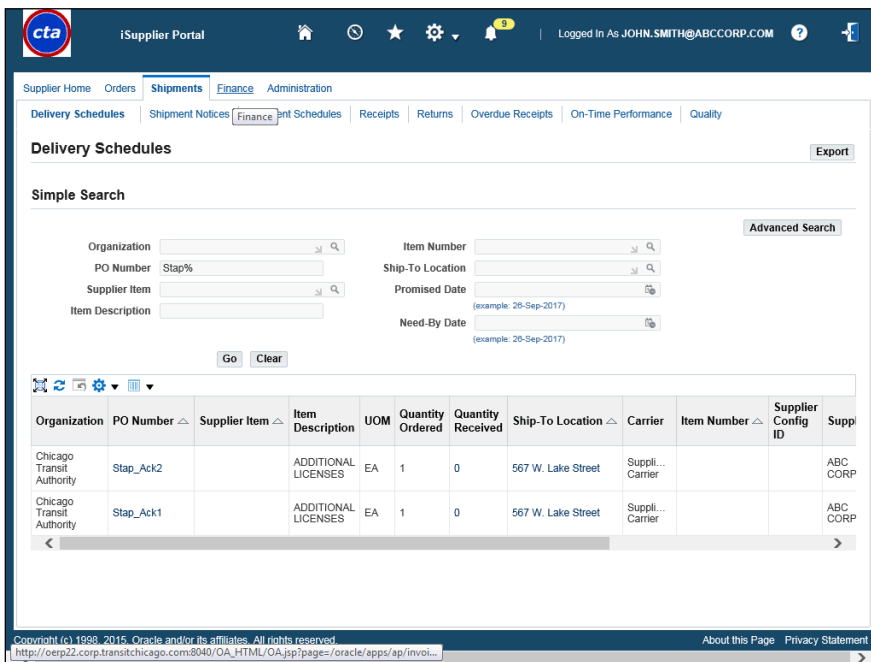 cta
iSupplier Portal
9
Logged In As JOHN.SMITH@ABCCORP.COM
?
Supplier Home Orders Shipments Finance Administration
Delivery Schedules Shipment Notices ent Schedules Receipts Returns Overdue Receipts On-Time Performance Quality
Finance
Delivery Schedules
Export
Simple Search
Advanced Search
Organization
Item Number
PO Number Stap%
Ship-To Location
Supplier Item
Promised Date
(example: 26-Sep-2017)
Item Description
Need-By Date
(example: 26-Sep-2017)
Go Clear
Organization PO Number Supplier Item Item Description UOM Quantity Ordered Quantity Received Ship-To Location Carrier Item Number Supplier Config ID Suppl
Chicago Transit Authority Stap_Ack2 ADDITIONAL LICENSES EA 1 0 567 W. Lake Street Suppli... Carrier ABC CORP
Chicago Transit Authority Stap_Ack1 ADDITIONAL LICENSES EA 1 0 567 W. Lake Street Suppli... Carrier ABC CORP
Copyright (c) 1998, 2015, Oracle and/or its affiliates. All rights reserved.
About this Page Privacy Statement
http://oerp22.corp.transitchicago.com:8040/OA_HTML/OA.jsp?page=/oracle/apps/ap/invoi...